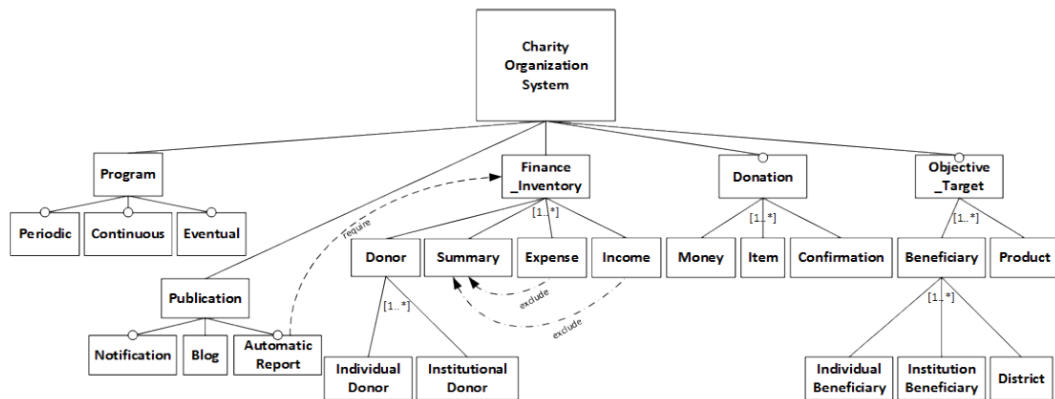 Charity
Organization
System
Program
Finance
_Inventory
Donation
Objective
_Target
Periodic
Continuous
Eventual
require
[1..*]
[1..*]
[1..*]
Donor
Summary
Expense
Income
Money
Item
Confirmation
Beneficiary
Product
Publication
exclude
exclude
[1..*]
[1..*]
Notification
Blog
Automatic
Report
Individual
Donor
Institutional
Donor
Individual
Beneficiary
Institution
Beneficiary
District